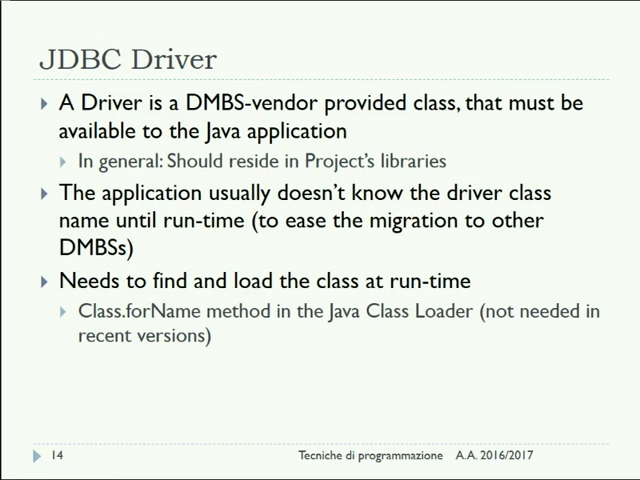 JDBC Driver
A Driver is a DMBS-vendor provided class, that must be
available to the Java application
In general: Should reside in Project's libraries
The application usually doesn't know the driver class
name until run-time (to ease the migration to other
DMBSs)
Needs to find and load the class at run-time
Class.forName method in the Java Class Loader (not needed in
recent versions)
14 Tecniche di programmazione A.A. 2016/2017